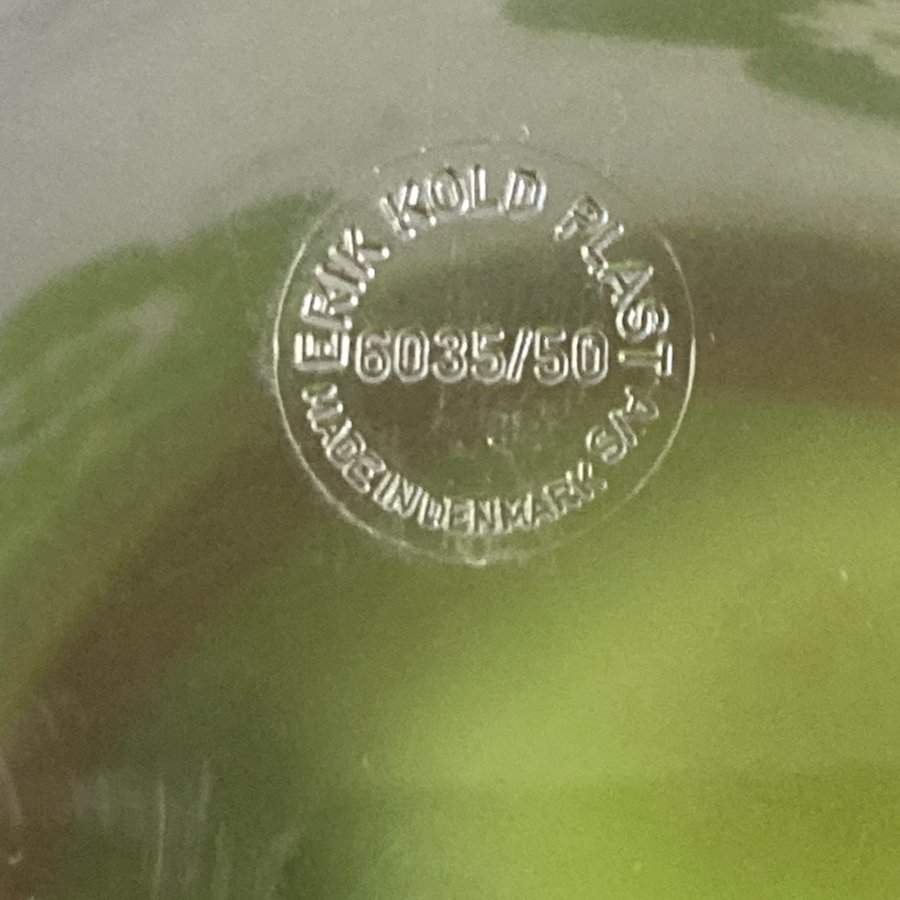 ERIK KOLD PLAST A/S
6035/50
MADE IN DENMARK